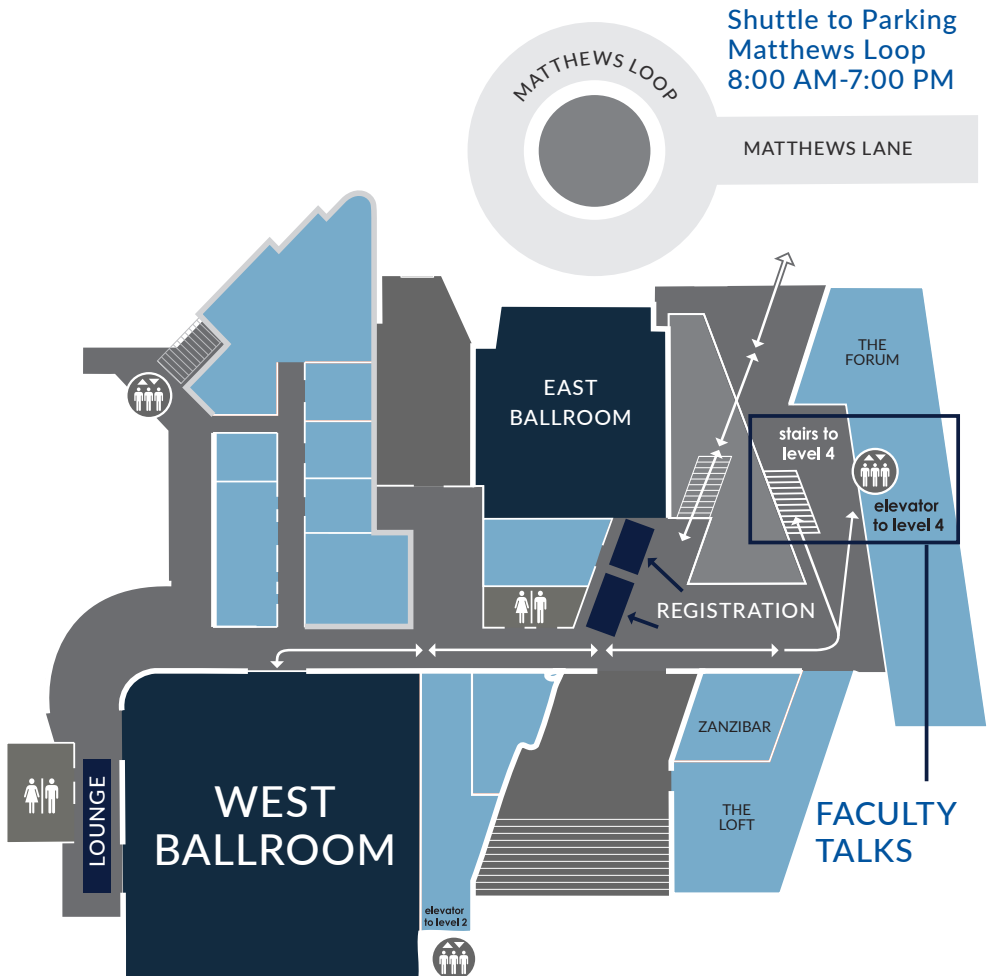 Shuttle to Parking
Matthews Loop
8:00 AM-7:00 PM
MATTHEWS LOOP
MATTHEWS LANE
THE
FORUM
EAST
BALLROOM
stairs to
level 4
elevator
to level 4
REGISTRATION
ZANZIBAR
THE
LOFT
FACULTY
TALKS
LOUNGE
WEST
BALLROOM
elevator
to level 2